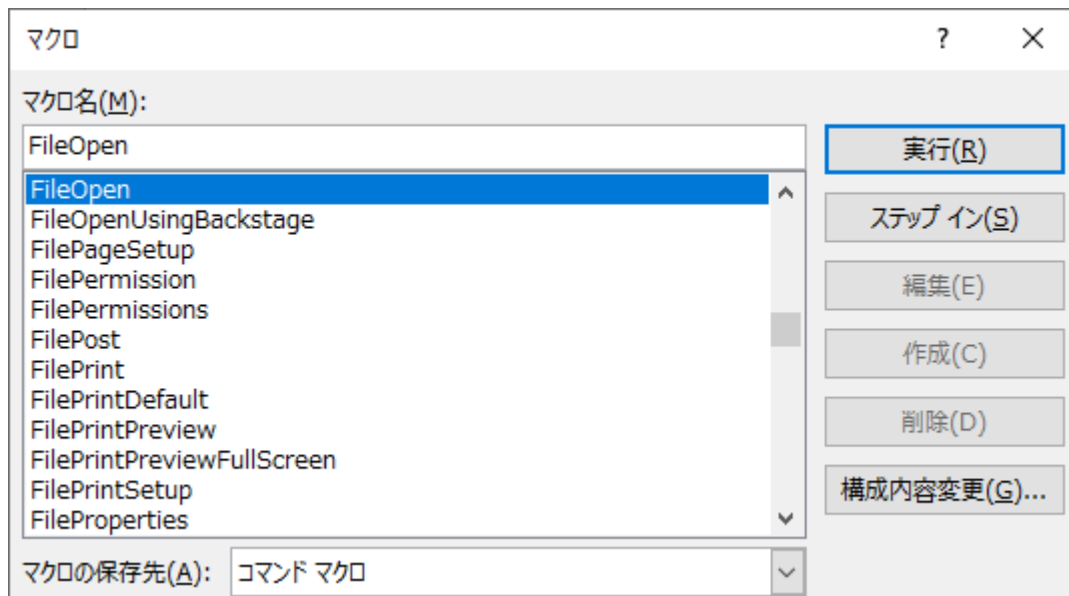 マクロ ? ×
マクロ名(M):
FileOpen
実行(R)
FileOpen
FileOpenUsingBackstage
ステップ イン(S)
FilePageSetup
FilePermission
編集(E)
FilePermissions
FilePost
作成(C)
FilePrint
FilePrintDefault
削除(D)
FilePrintPreview
FilePrintPreviewFullScreen
FilePrintSetup
構成内容変更(G)...
FileProperties
マクロの保存先(A): コマンド マクロ